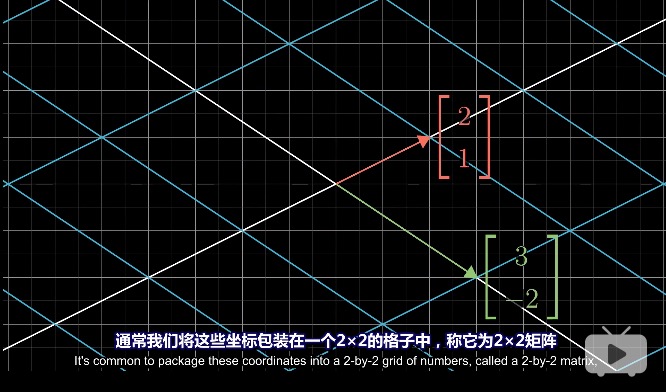 2
1
3
-2
通常我们将这些坐标包装在一个2×2的格子中，称它为2×2矩阵
It's common to package these coordinates into a 2-by-2 grid of numbers, called a 2-by-2 matrix,